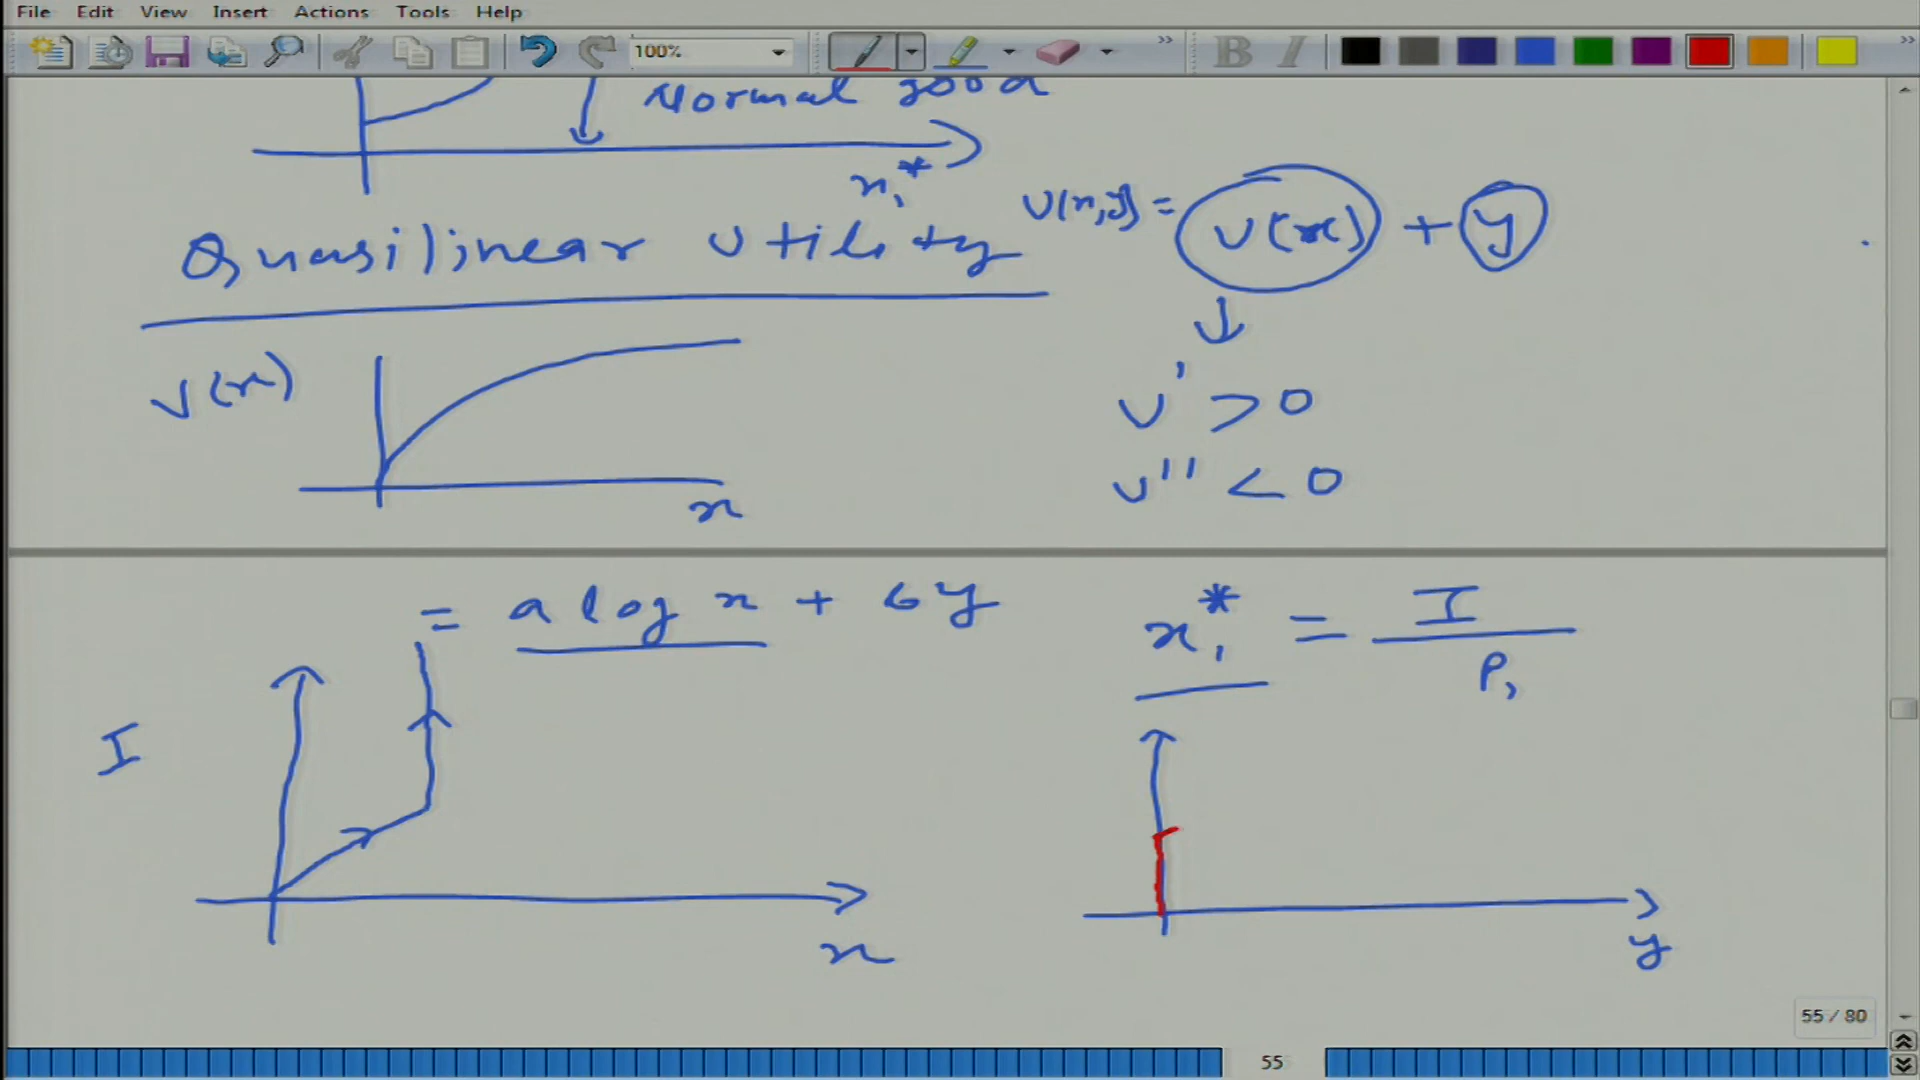 File Edit View Insert Actions Tools Help
100%
B I
Normal good
x₁*
Quasilinear utility
U(x,y) = v(x) + y
v' > 0
v'' < 0
v(x)
x
= a log x + by
x₁* = I / P₁
I
x
y
55 / 80
55